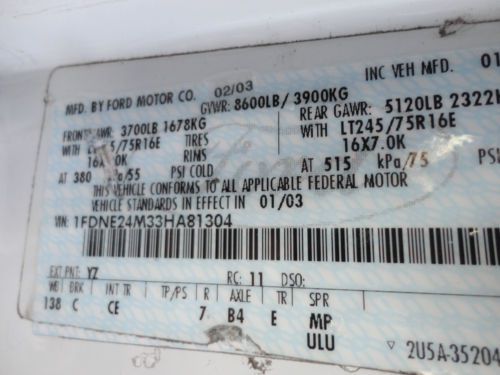 MFD. BY FORD MOTOR CO. 02/03 INC VEH MFD. 01
GVWR: 8600LB/ 3900KG
FRONT GAWR: 3700LB 1678KG REAR GAWR: 5120LB 2322
WITH LT245/75R16E TIRES WITH LT245/75R16E
16X7.0K RIMS 16X7.0K
AT 380 kPa/55 PSI COLD AT 515 kPa/75 PSI
THIS VEHICLE CONFORMS TO ALL APPLICABLE FEDERAL MOTOR
VEHICLE STANDARDS IN EFFECT ON 01/03
VIN: 1FDNE24M33HA81304
EXT PNT: YZ RC: 11 DSO:
WB BRK INT TR TP/PS R AXLE TR SPR
138 C CE 7 B4 E MP
ULU
▽ 2U5A-35204